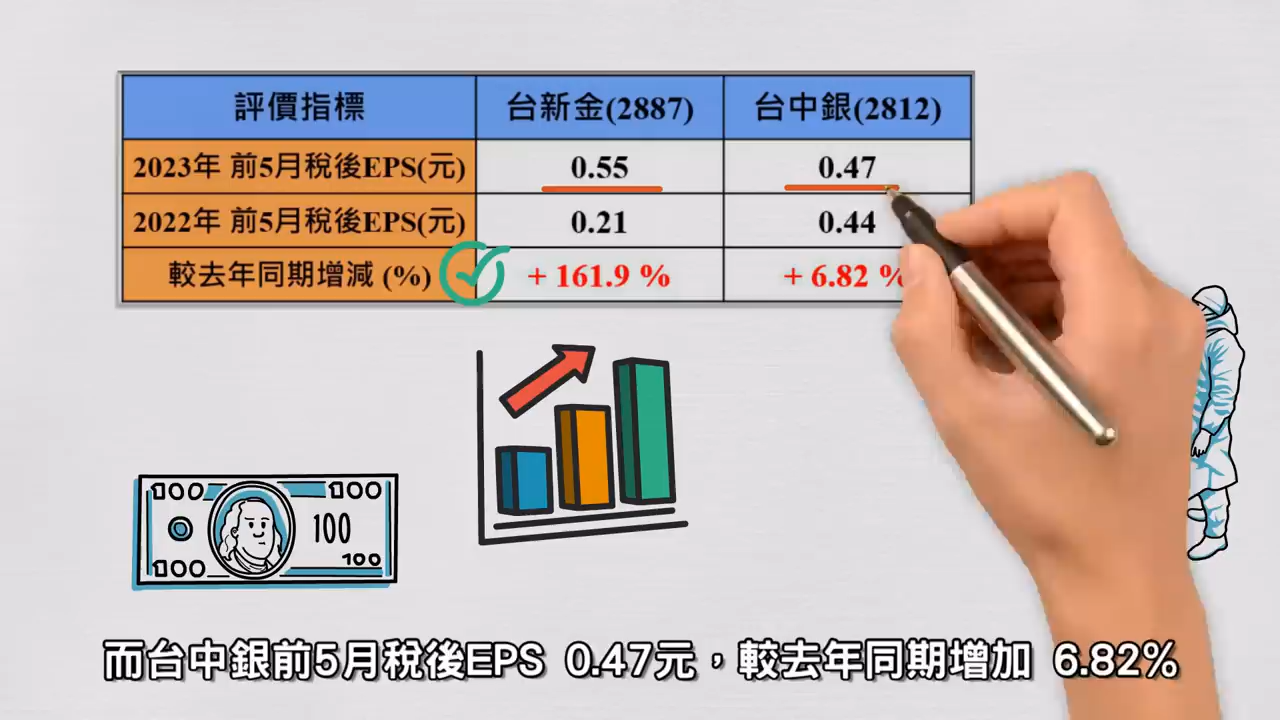 評價指標 台新金(2887) 台中銀(2812)
2023年 前5月稅後EPS(元) 0.55 0.47
2022年 前5月稅後EPS(元) 0.21 0.44
較去年同期增減 (%) + 161.9 % + 6.82 %
100 100
100
100 100
而台中銀前5月稅後EPS 0.47元，較去年同期增加 6.82%